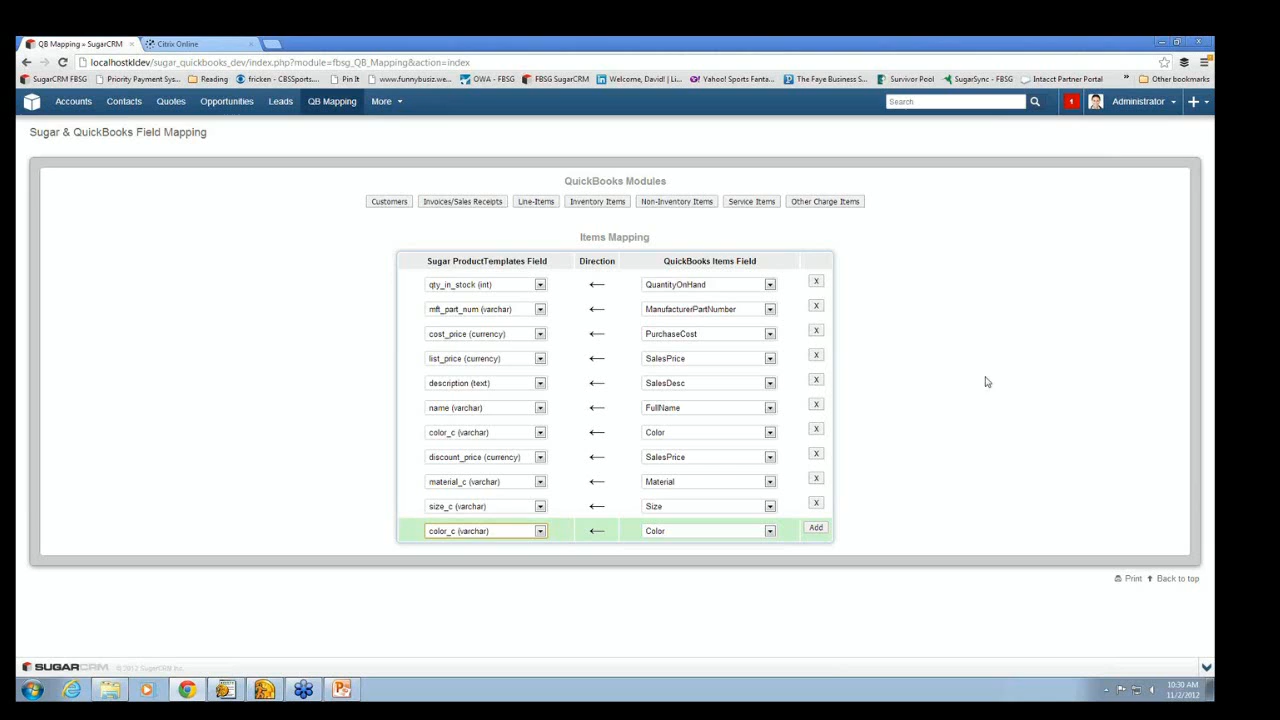 QB Mapping » SugarCRM Citrix Online
localhostkldev/sugar_quickbooks_dev/index.php?module=fbsg_QB_Mapping&action=index
SugarCRM FBSG Priority Payment Sys... Reading fricken - CBSSports... Pin It www.funnybusiz.we... OWA - FBSG FBSG SugarCRM Welcome, David! | Li... Yahoo! Sports Fanta... The Faye Business S... Survivor Pool SugarSync - FBSG Intacct Partner Portal » Other bookmarks
Accounts Contacts Quotes Opportunities Leads QB Mapping More Search 1 Administrator
Sugar & QuickBooks Field Mapping
QuickBooks Modules
Customers Invoices/Sales Receipts Line-Items Inventory Items Non-Inventory Items Service Items Other Charge Items
Items Mapping
Sugar ProductTemplates Field Direction QuickBooks Items Field
qty_in_stock (int) ← QuantityOnHand X
mft_part_num (varchar) ← ManufacturerPartNumber X
cost_price (currency) ← PurchaseCost X
list_price (currency) ← SalesPrice X
description (text) ← SalesDesc X
name (varchar) ← FullName X
color_c (varchar) ← Color X
discount_price (currency) ← SalesPrice X
material_c (varchar) ← Material X
size_c (varchar) ← Size X
color_c (varchar) ← Color Add
Print Back to top
SUGARCRM © 2012 SugarCRM Inc.
10:30 AM
11/2/2012